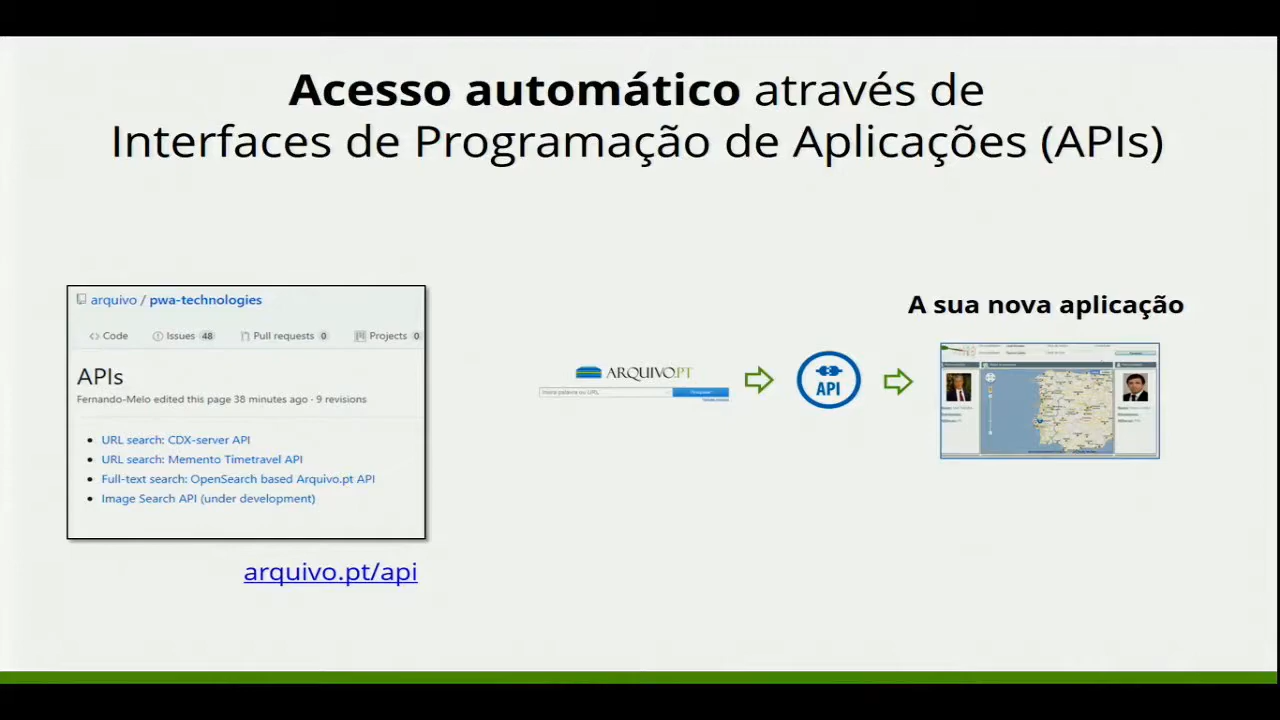 Acesso automático através de
Interfaces de Programação de Aplicações (APIs)
arquivo / pwa-technologies
Code Issues 48 Pull requests 0 Projects 0
APIs
Fernando-Melo edited this page 38 minutes ago · 9 revisions
URL search: CDX-server API
URL search: Memento Timetravel API
Full-text search: OpenSearch based Arquivo.pt API
Image Search API (under development)
arquivo.pt/api
ARQUIVO.PT
API
A sua nova aplicação